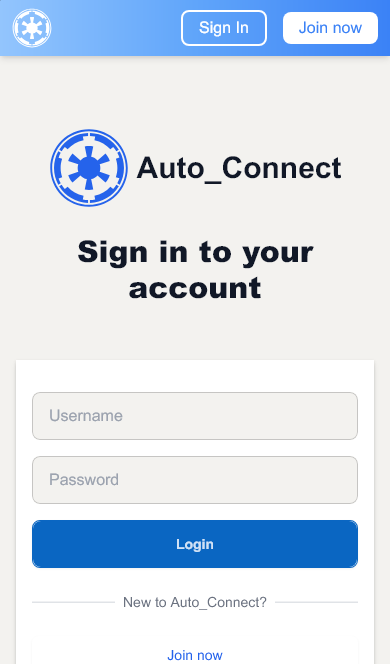 Sign In
Join now
Auto_Connect
Sign in to your
account
Username
Password
Login
New to Auto_Connect?
Join now